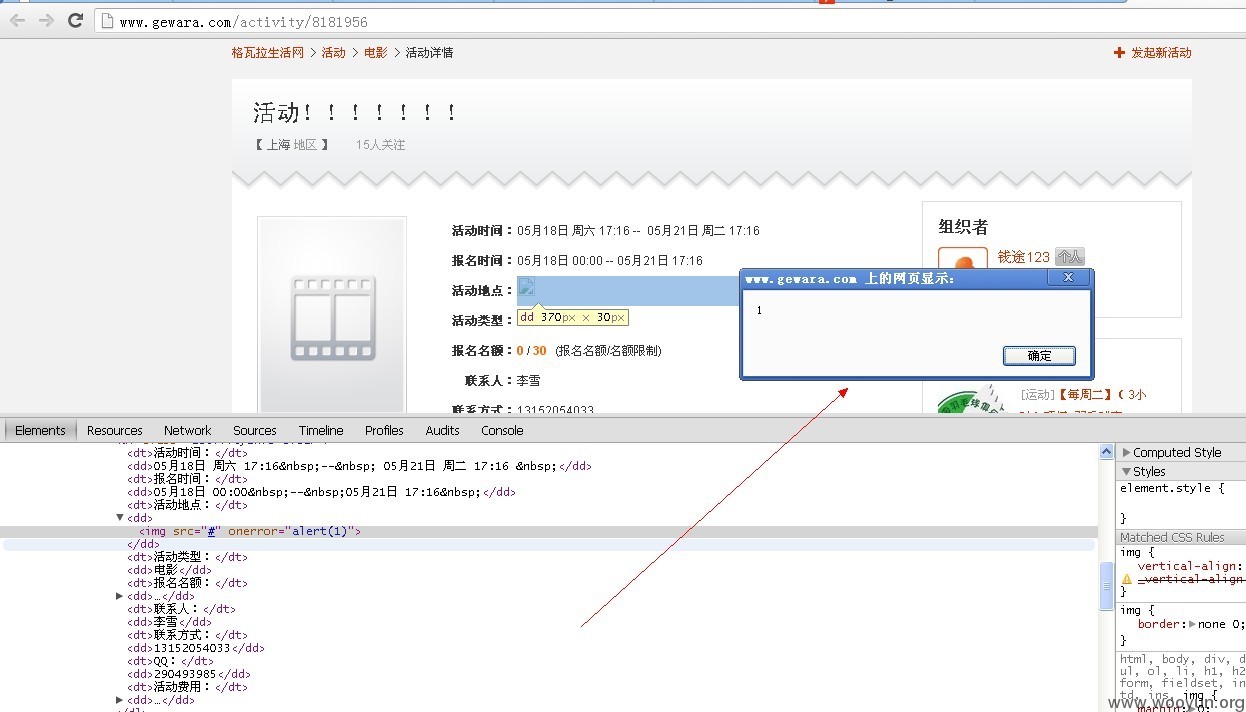 www.gewara.com/activity/8181956
格瓦拉生活网 > 活动 > 电影 > 活动详情
+ 发起新活动
活动！！！！！！！
【 上海 地区 】 15人关注
活动时间：05月18日 周六 17:16 -- 05月21日 周二 17:16
报名时间：05月18日 00:00 -- 05月21日 17:16
活动地点：
dd 370px × 30px
活动类型：
报名名额：0 / 30 (报名名额/名额限制)
联系人：李雪
联系方式：13152054033
组织者
钱途123 个人
www.gewara.com 上的网页显示：
X
1
确定
[运动]【每周二】( 3小
Elements Resources Network Sources Timeline Profiles Audits Console
<dt>活动时间：</dt>
<dd>05月18日 周六 17:16&nbsp;--&nbsp; 05月21日 周二 17:16 &nbsp;</dd>
<dt>报名时间：</dt>
<dd>05月18日 00:00&nbsp;--&nbsp;05月21日 17:16&nbsp;</dd>
<dt>活动地点：</dt>
▼<dd>
<img src="#" onerror="alert(1)">
</dd>
<dt>活动类型：</dt>
<dd>电影</dd>
<dt>报名名额：</dt>
▶<dd>…</dd>
<dt>联系人：</dt>
<dd>李雪</dd>
<dt>联系方式：</dt>
<dd>13152054033</dd>
<dt>QQ：</dt>
<dd>290493985</dd>
<dt>活动费用：</dt>
▶<dd>…</dd>
</dl>
▶Computed Style
▼Styles
element.style {
}
Matched CSS Rules
img {
vertical-align:
_vertical-align
}
img {
border:▶none 0;
}
html, body, div, d
ul, ol, li, h1, h2
form, fieldset, in
td, ins, img {
margin:▶0;
www.wooyun.org